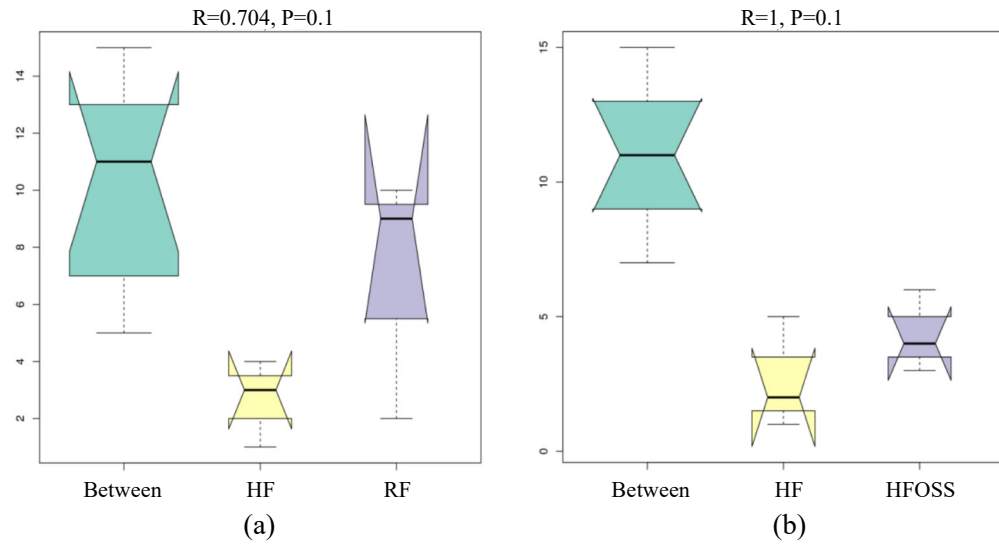 R=0.704, P=0.1
14
12
10
8
6
4
2
Between HF RF
(a)
R=1, P=0.1
15
10
5
0
Between HF HFOSS
(b)